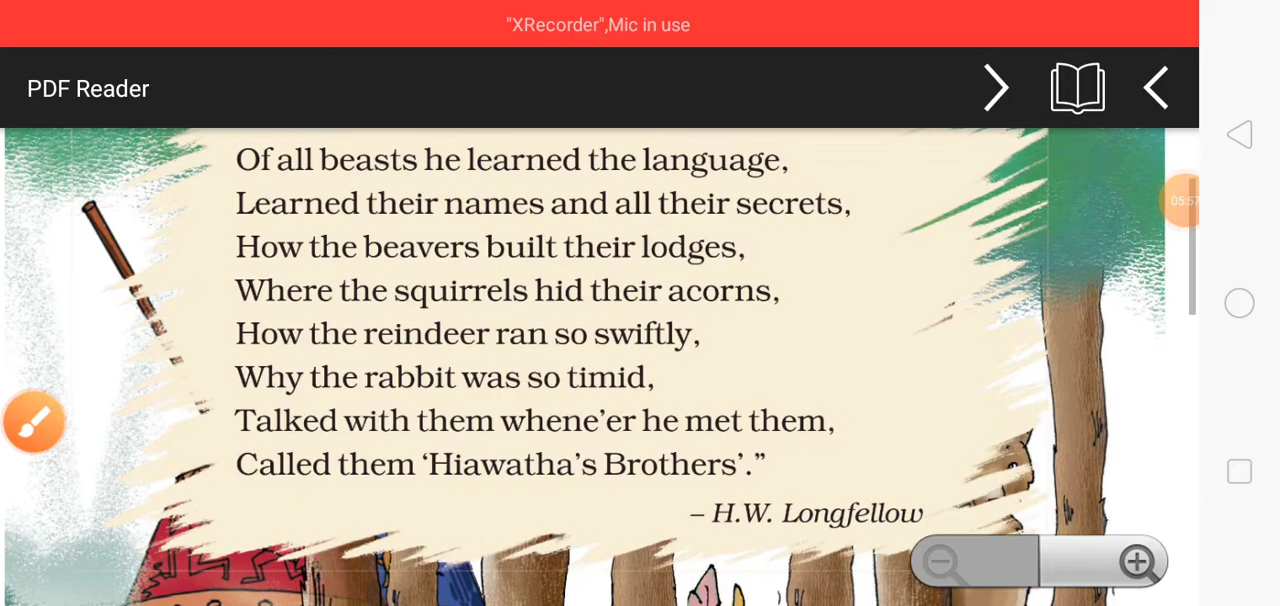 "XRecorder",Mic in use
PDF Reader
Of all beasts he learned the language,
Learned their names and all their secrets,
How the beavers built their lodges,
Where the squirrels hid their acorns,
How the reindeer ran so swiftly,
Why the rabbit was so timid,
Talked with them whene’er he met them,
Called them ‘Hiawatha’s Brothers’.”
– H.W. Longfellow
05:57